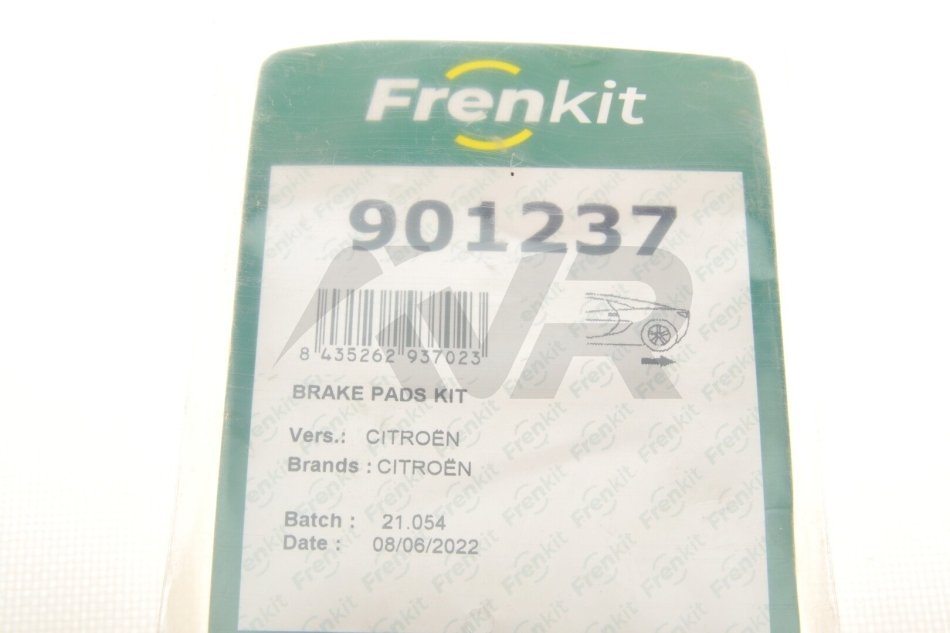 Frenkit
901237
8 435262 937023
BRAKE PADS KIT
Vers.: CITROËN
Brands : CITROËN
Batch : 21.054
Date : 08/06/2022